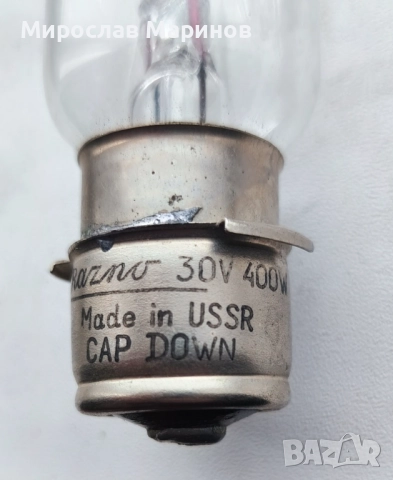 Мирослав Маринов
30V 400W
Made in USSR
CAP DOWN
BAZAR